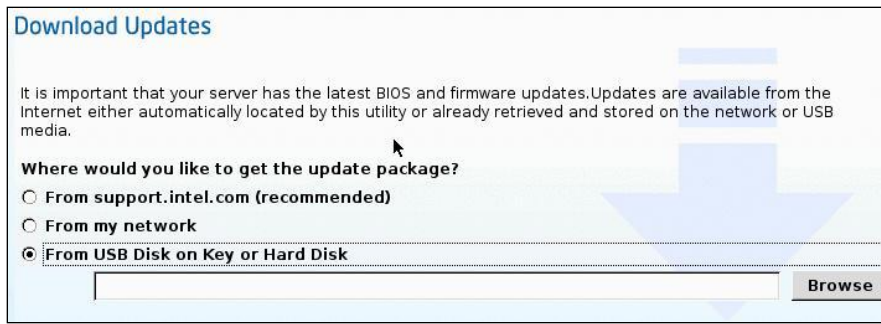 Download Updates
It is important that your server has the latest BIOS and firmware updates.Updates are available from the
Internet either automatically located by this utility or already retrieved and stored on the network or USB
media.
Where would you like to get the update package?
From support.intel.com (recommended)
From my network
From USB Disk on Key or Hard Disk
Browse